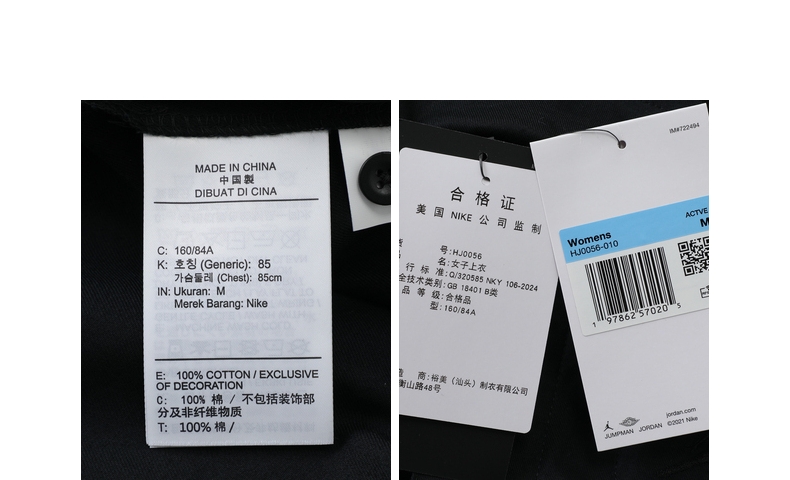 MADE IN CHINA
中国製
DIBUAT DI CINA
C: 160/84A
K: 호칭 (Generic): 85
가슴둘레 (Chest): 85cm
IN: Ukuran: M
Merek Barang: Nike
E: 100% COTTON / EXCLUSIVE
OF DECORATION
C: 100% 棉 / 不包括装饰部
分及非纤维物质
T: 100% 棉 /
合格证
美国 NIKE 公司监制
号:HJ0056
名:女子上衣
行标准:Q/320585 NKY 106-2024
全技术类别:GB 18401 B类
品等级:合格品
型:160/84A
商:裕美（汕头）制衣有限公司
衡山路48号
IM#722494
ACTVE
Womens
HJ0056-010
1 97862 57020 5
JUMPMAN JORDAN
jordan.com
©2021 Nike